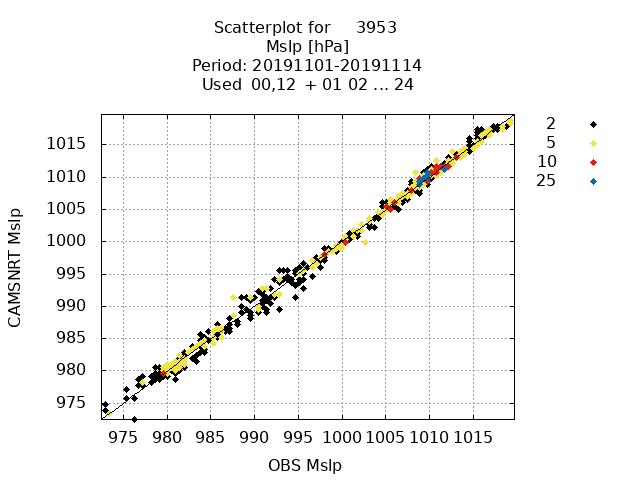 Scatterplot for 3953
Mslp [hPa]
Period: 20191101-20191114
Used 00,12 + 01 02 ... 24
2
5
10
25
CAMSNRT Mslp
1015
1010
1005
1000
995
990
985
980
975
975 980 985 990 995 1000 1005 1010 1015
OBS Mslp